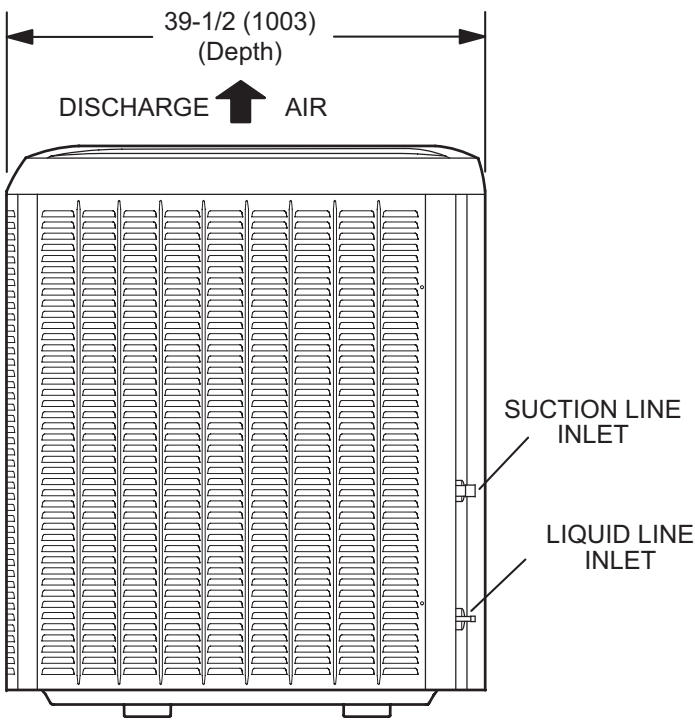 39-1/2 (1003)
(Depth)
DISCHARGE AIR
SUCTION LINE
INLET
LIQUID LINE
INLET